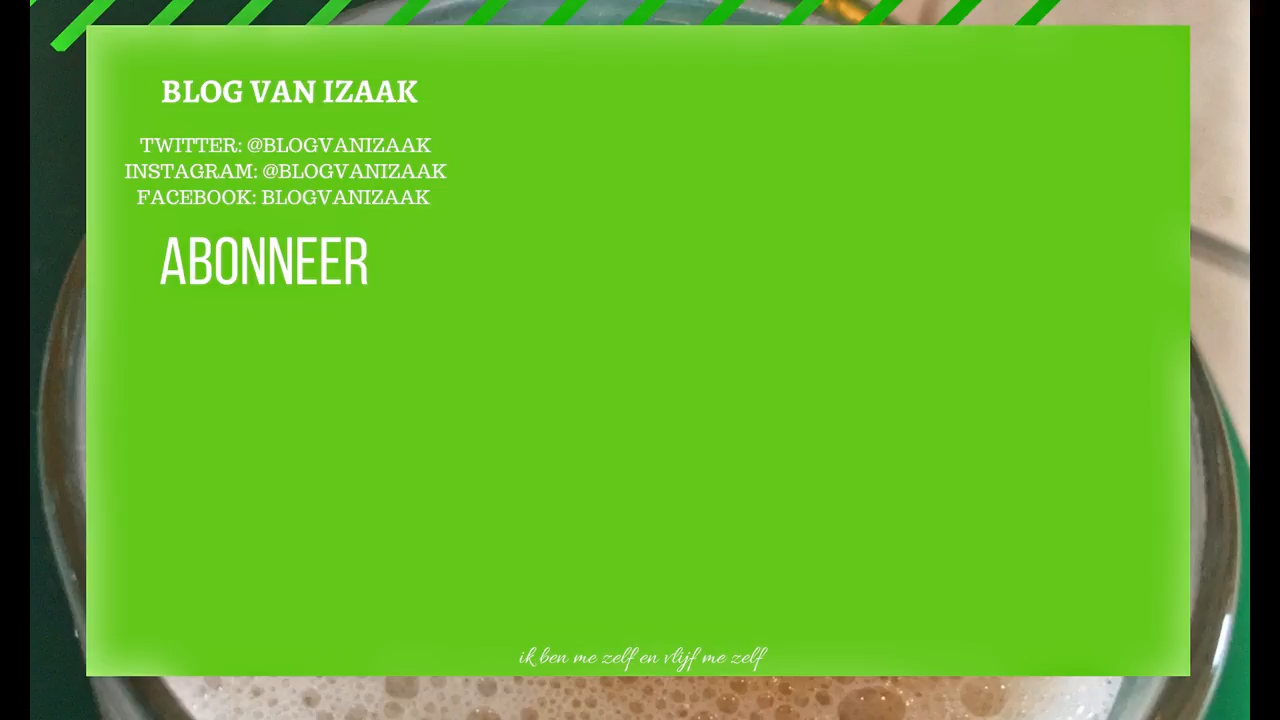 BLOG VAN IZAAK
TWITTER: @BLOGVANIZAAK
INSTAGRAM: @BLOGVANIZAAK
FACEBOOK: BLOGVANIZAAK
ABONNEER
ik ben me zelf en vlijf me zelf